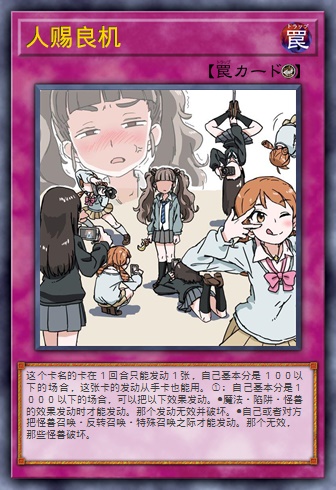 人赐良机
トラップ
罠
【罠カード】
这个卡名的卡在1回合只能发动1张，自己基本分是100以
下的场合，这张卡的发动从手卡也能用。①：自己基本分是1
000以下的场合，可以把以下效果发动。●魔法·陷阱·怪兽
的效果发动时才能发动。那个发动无效并破坏。●自己或者对方
把怪兽召唤·反转召唤·特殊召唤之际才能发动。那个无效，
那些怪兽破坏。